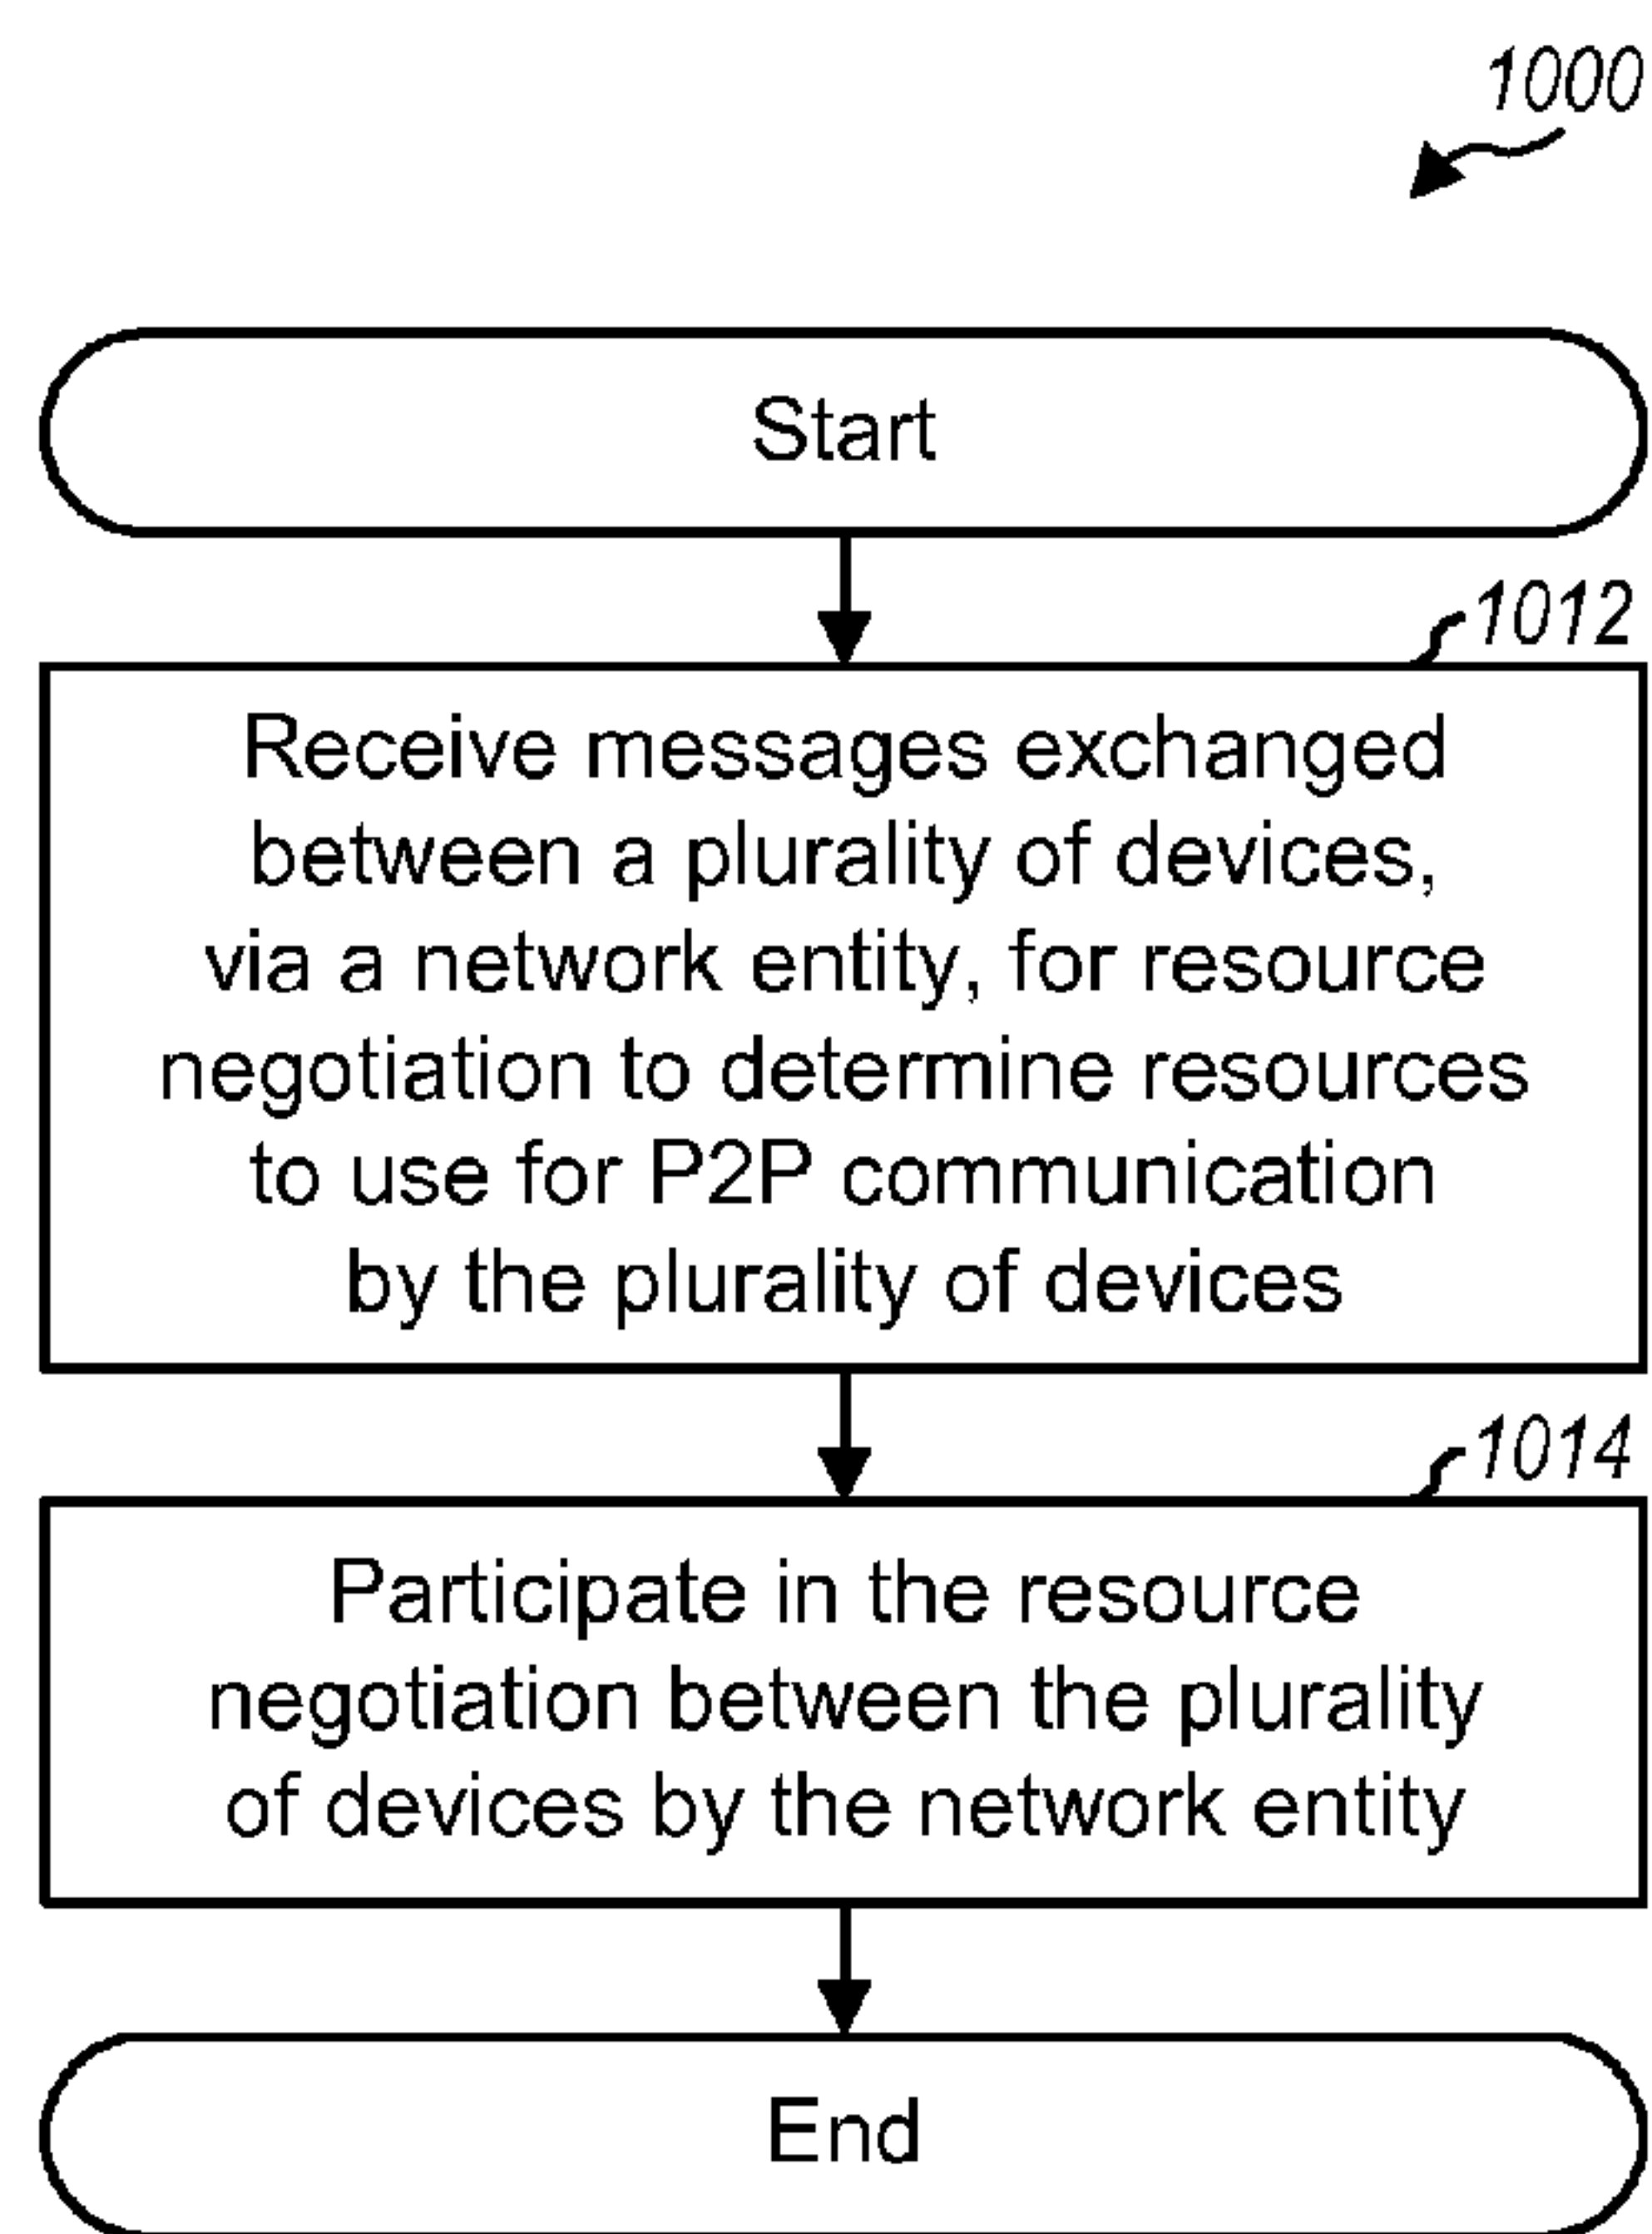 1000
Start
1012
Receive messages exchanged
between a plurality of devices,
via a network entity, for resource
negotiation to determine resources
to use for P2P communication
by the plurality of devices
1014
Participate in the resource
negotiation between the plurality
of devices by the network entity
End